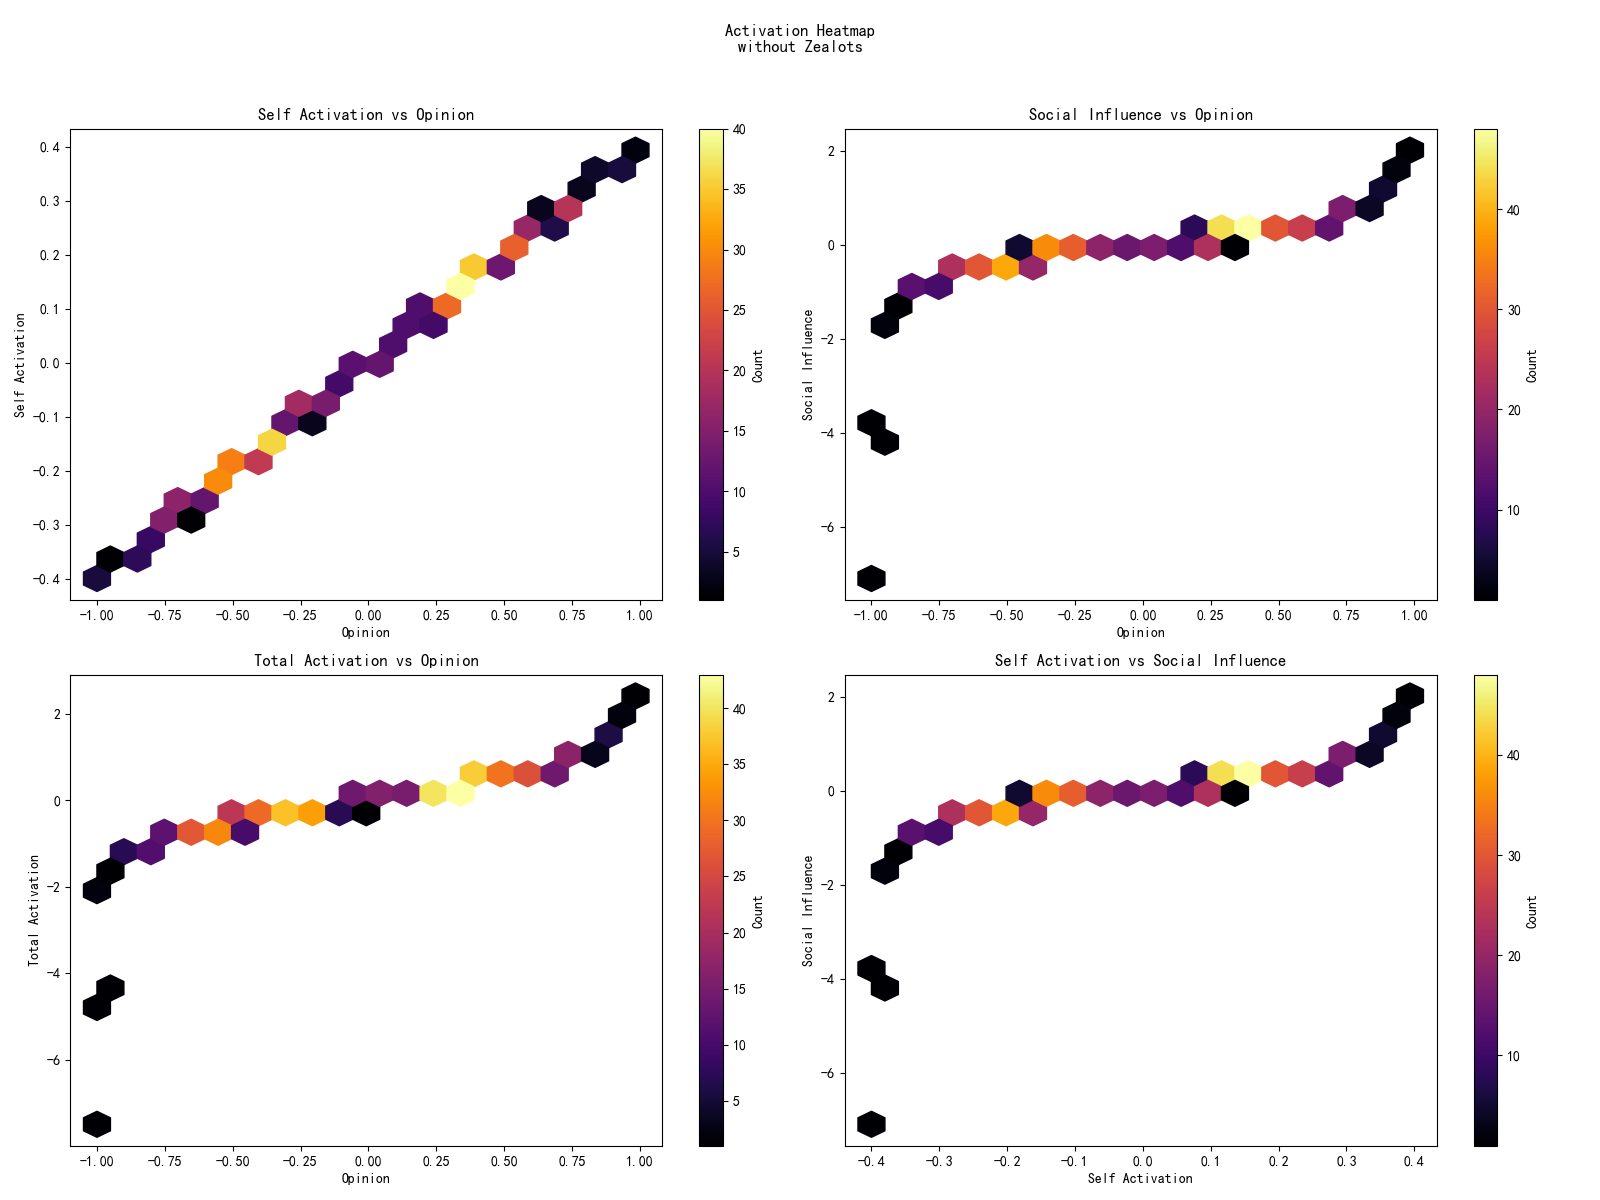 Activation Heatmap
without Zealots
Self Activation vs Opinion
0.4
0.3
0.2
0.1
0.0
−0.1
−0.2
−0.3
−0.4
Self Activation
−1.00 −0.75 −0.50 −0.25 0.00 0.25 0.50 0.75 1.00
Opinion
40
35
30
25
20
15
10
5
Count
Social Influence vs Opinion
2
0
−2
−4
−6
Social Influence
−1.00 −0.75 −0.50 −0.25 0.00 0.25 0.50 0.75 1.00
Opinion
40
30
20
10
Count
Total Activation vs Opinion
2
0
−2
−4
−6
Total Activation
−1.00 −0.75 −0.50 −0.25 0.00 0.25 0.50 0.75 1.00
Opinion
40
35
30
25
20
15
10
5
Count
Self Activation vs Social Influence
2
0
−2
−4
−6
Social Influence
−0.4 −0.3 −0.2 −0.1 0.0 0.1 0.2 0.3 0.4
Self Activation
40
30
20
10
Count